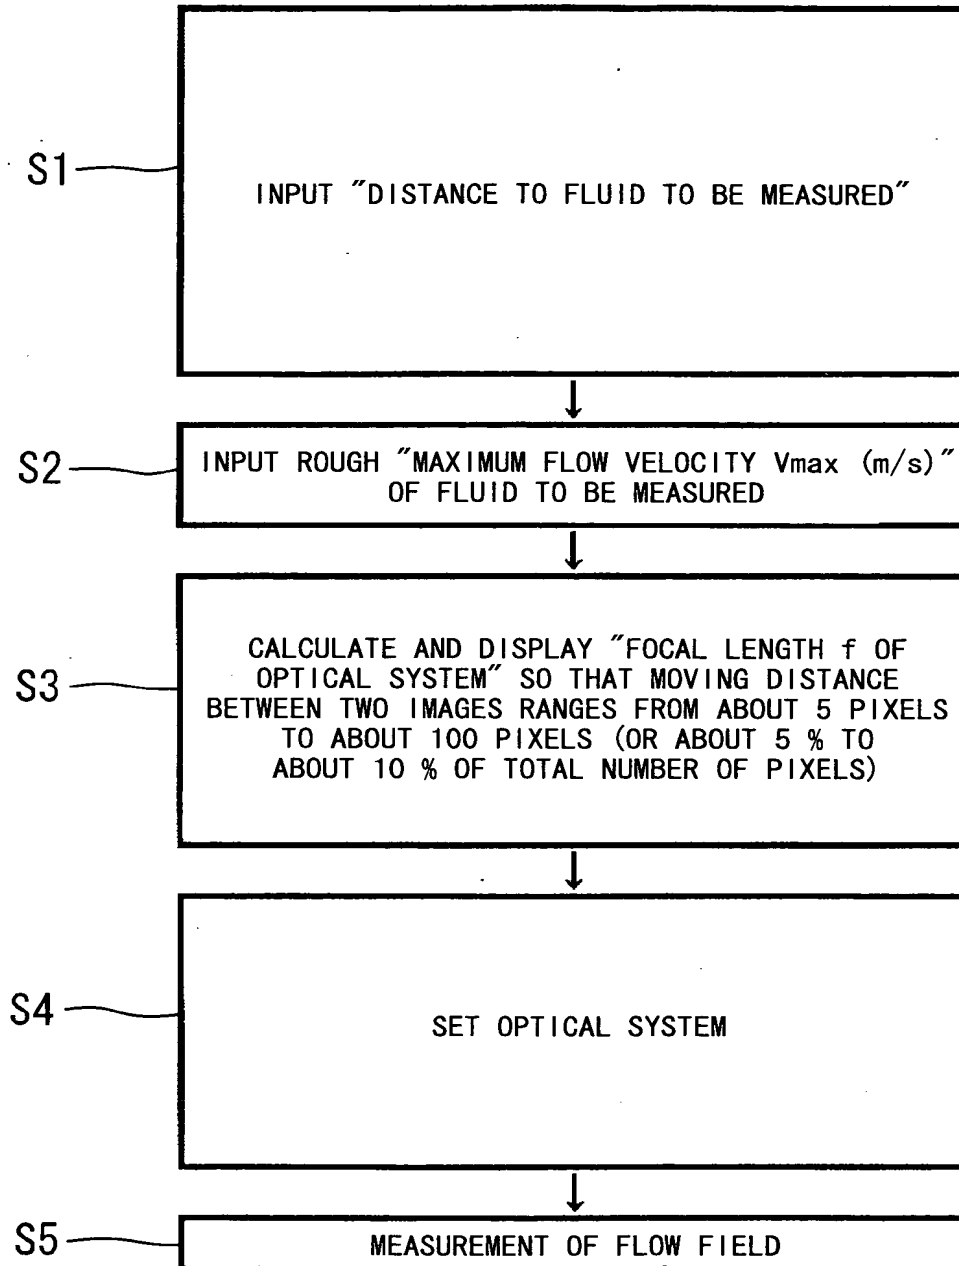 S1
INPUT "DISTANCE TO FLUID TO BE MEASURED"
S2
INPUT ROUGH "MAXIMUM FLOW VELOCITY Vmax (m/s)"
OF FLUID TO BE MEASURED
S3
CALCULATE AND DISPLAY "FOCAL LENGTH f OF
OPTICAL SYSTEM" SO THAT MOVING DISTANCE
BETWEEN TWO IMAGES RANGES FROM ABOUT 5 PIXELS
TO ABOUT 100 PIXELS (OR ABOUT 5 % TO
ABOUT 10 % OF TOTAL NUMBER OF PIXELS)
S4
SET OPTICAL SYSTEM
S5
MEASUREMENT OF FLOW FIELD